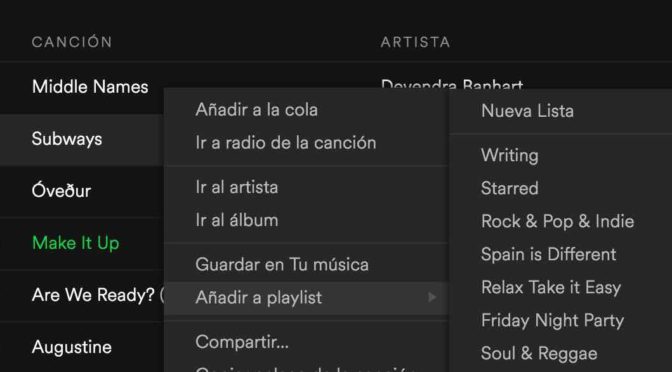 CANCIÓN
ARTISTA
Middle Names
Devendra Banhart
Subways
Óveður
Make It Up
Are We Ready? (
Augustine
Añadir a la cola
Ir a radio de la canción
Ir al artista
Ir al álbum
Guardar en Tu música
Añadir a playlist
Compartir...
Nueva Lista
Writing
Starred
Rock & Pop & Indie
Spain is Different
Relax Take it Easy
Friday Night Party
Soul & Reggae